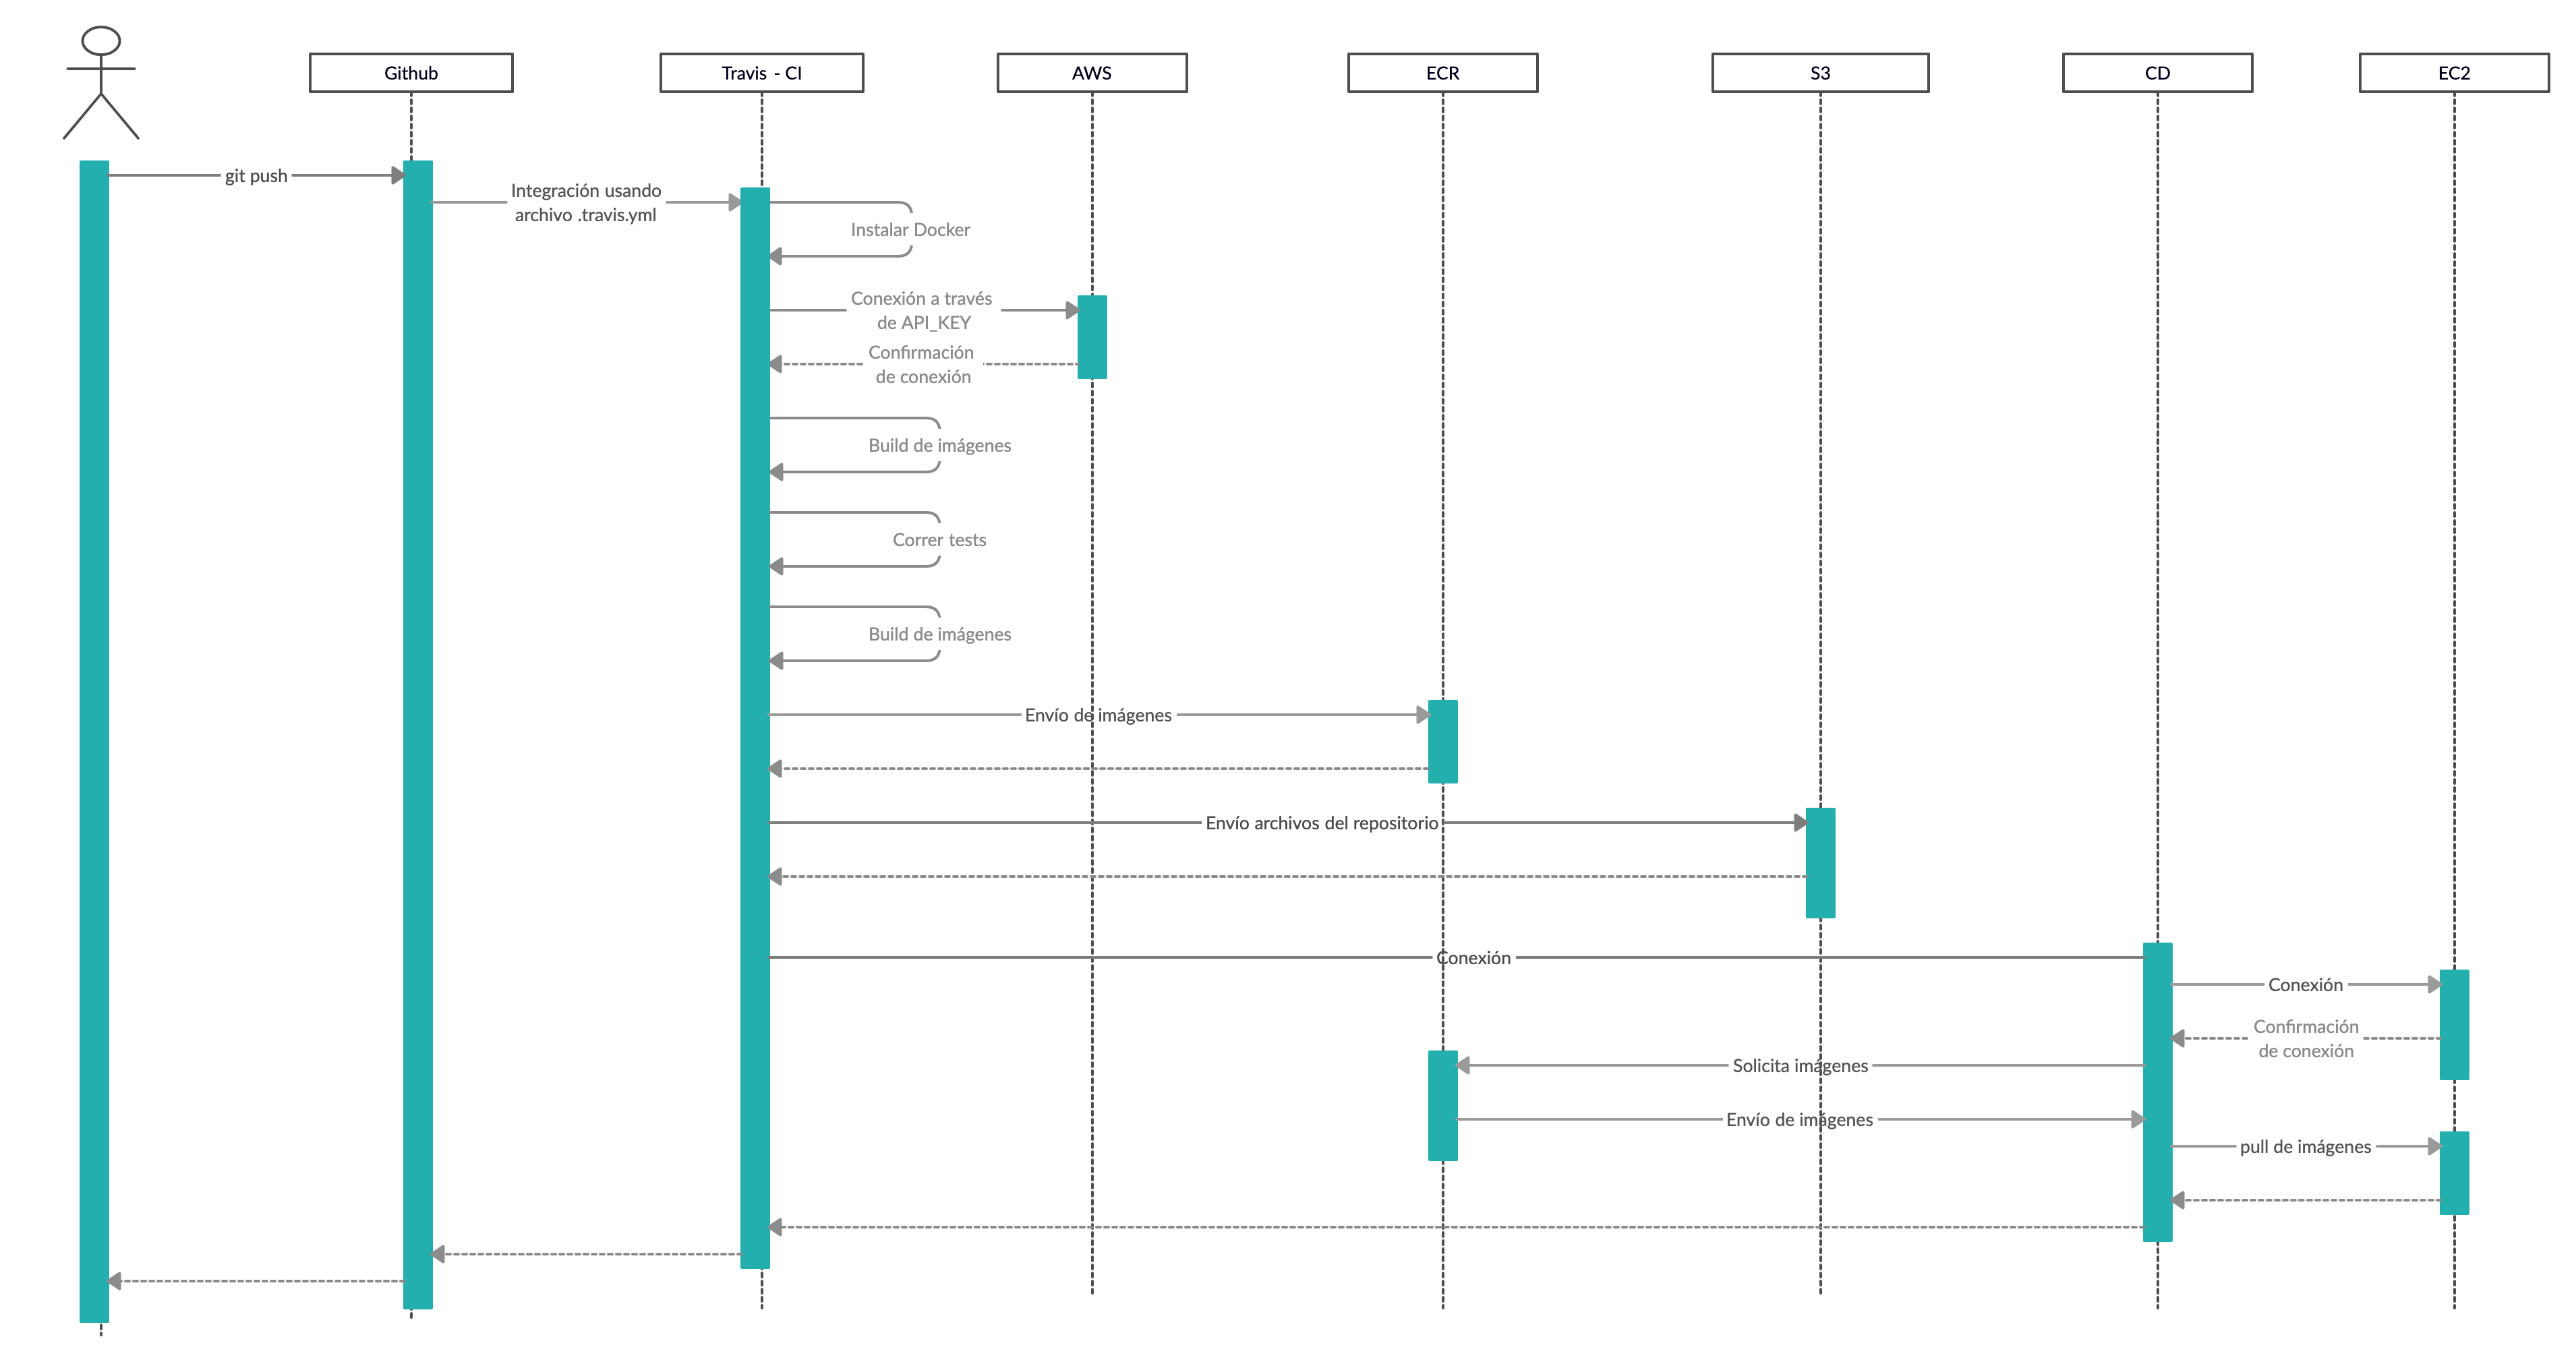 Github
Travis - CI
AWS
ECR
S3
CD
EC2
git push
Integración usando
archivo .travis.yml
Instalar Docker
Conexión a través
de API_KEY
Confirmación
de conexión
Build de imágenes
Correr tests
Build de imágenes
Envío de imágenes
Envío archivos del repositorio
Conexión
Conexión
Confirmación
de conexión
Solicita imágenes
Envío de imágenes
pull de imágenes